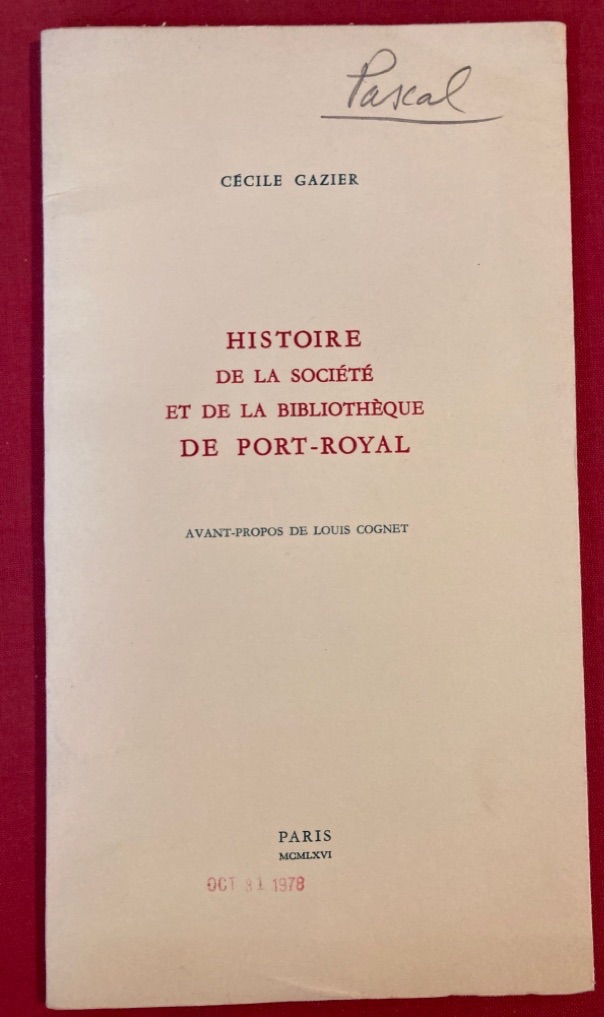 Pascal
CÉCILE GAZIER
HISTOIRE
DE LA SOCIÉTÉ
ET DE LA BIBLIOTHÈQUE
DE PORT-ROYAL
AVANT-PROPOS DE LOUIS COGNET
PARIS
MCMLXVI
OCT 31 1978